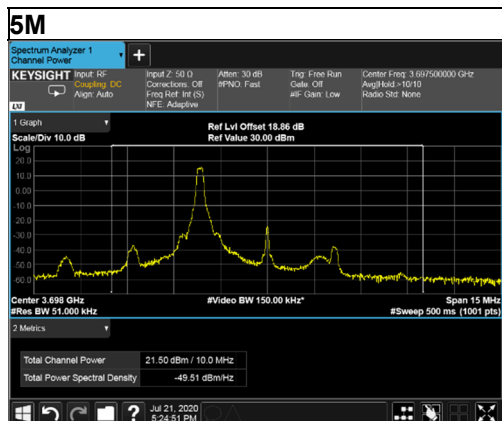 5M
Spectrum Analyzer 1
Channel Power
KEYSIGHT Input: RF
Coupling: DC
Align: Auto
LXI
Input Z: 50 Ω
Corrections: Off
Freq Ref: Int (S)
NFE: Adaptive
Atten: 30 dB
#PNO: Fast
Trig: Free Run
Gate: Off
#IF Gain: Low
Center Freq: 3.697500000 GHz
Avg|Hold:>10/10
Radio Std: None
1 Graph
Scale/Div 10.0 dB
Ref Lvl Offset 18.86 dB
Ref Value 30.00 dBm
Log
20.0
10.0
0.00
-10.0
-20.0
-30.0
-40.0
-50.0
-60.0
Center 3.698 GHz
#Res BW 51.000 kHz
#Video BW 150.00 kHz*
Span 15 MHz
#Sweep 500 ms (1001 pts)
2 Metrics
Total Channel Power 21.50 dBm / 10.0 MHz
Total Power Spectral Density -49.51 dBm/Hz
Jul 21, 2020
5:24:51 PM